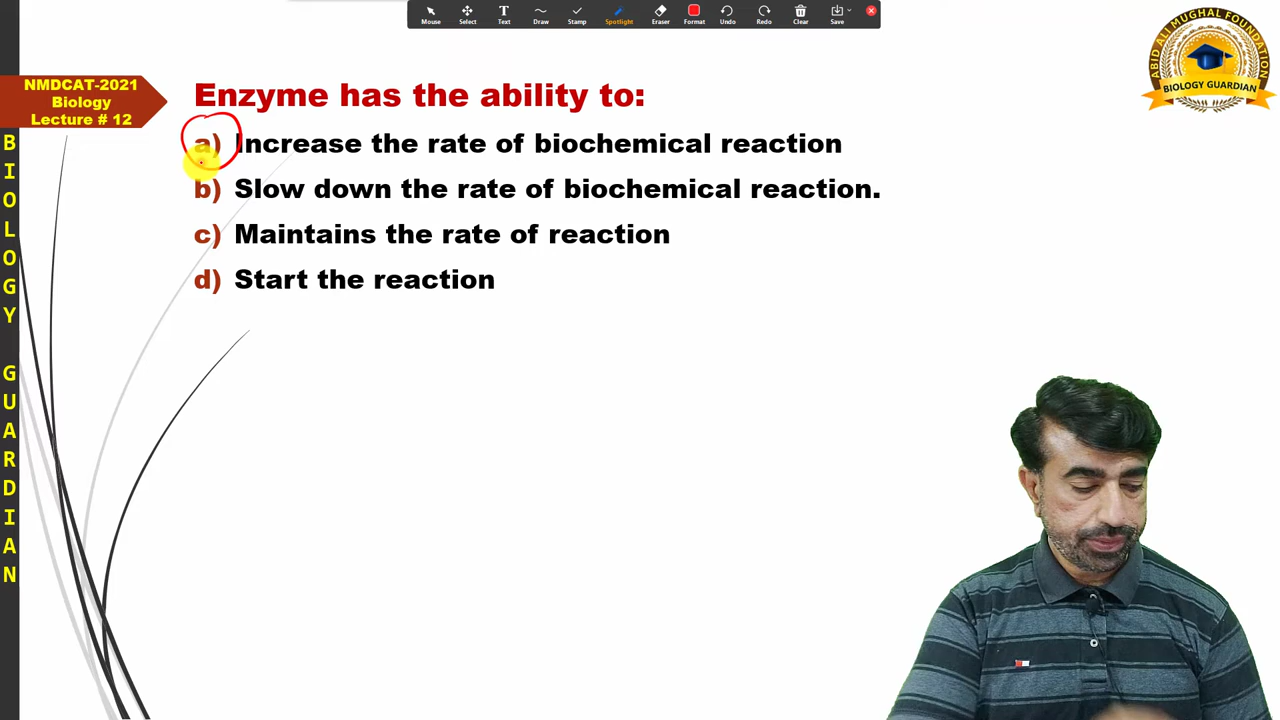 Mouse Select Text Draw Stamp Spotlight Eraser Format Undo Redo Clear Save
ABID ALI MUGHAL FOUNDATION
BIOLOGY GUARDIAN
NMDCAT-2021
Biology
Lecture # 12
BIOLOGY GUARDIAN
Enzyme has the ability to:
a) Increase the rate of biochemical reaction
b) Slow down the rate of biochemical reaction.
c) Maintains the rate of reaction
d) Start the reaction